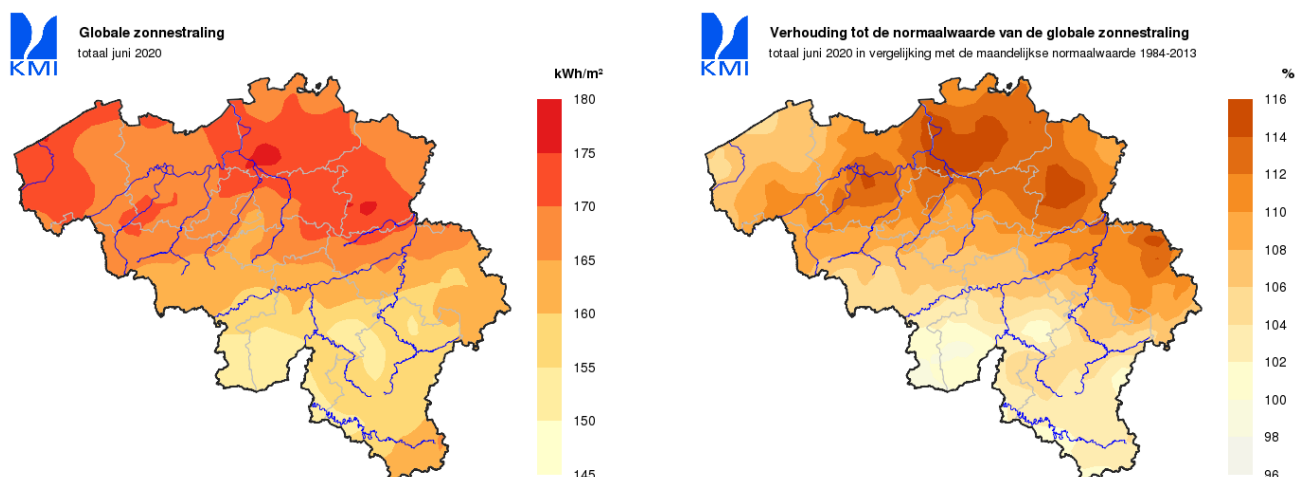 KMI
Globale zonnestraling
totaal juni 2020
kWh/m²
180
175
170
165
160
155
150
145
KMI
Verhouding tot de normaalwaarde van de globale zonnestraling
totaal juni 2020 in vergelijking met de maandelijkse normaalwaarde 1984-2013
%
116
114
112
110
108
106
104
102
100
98
96